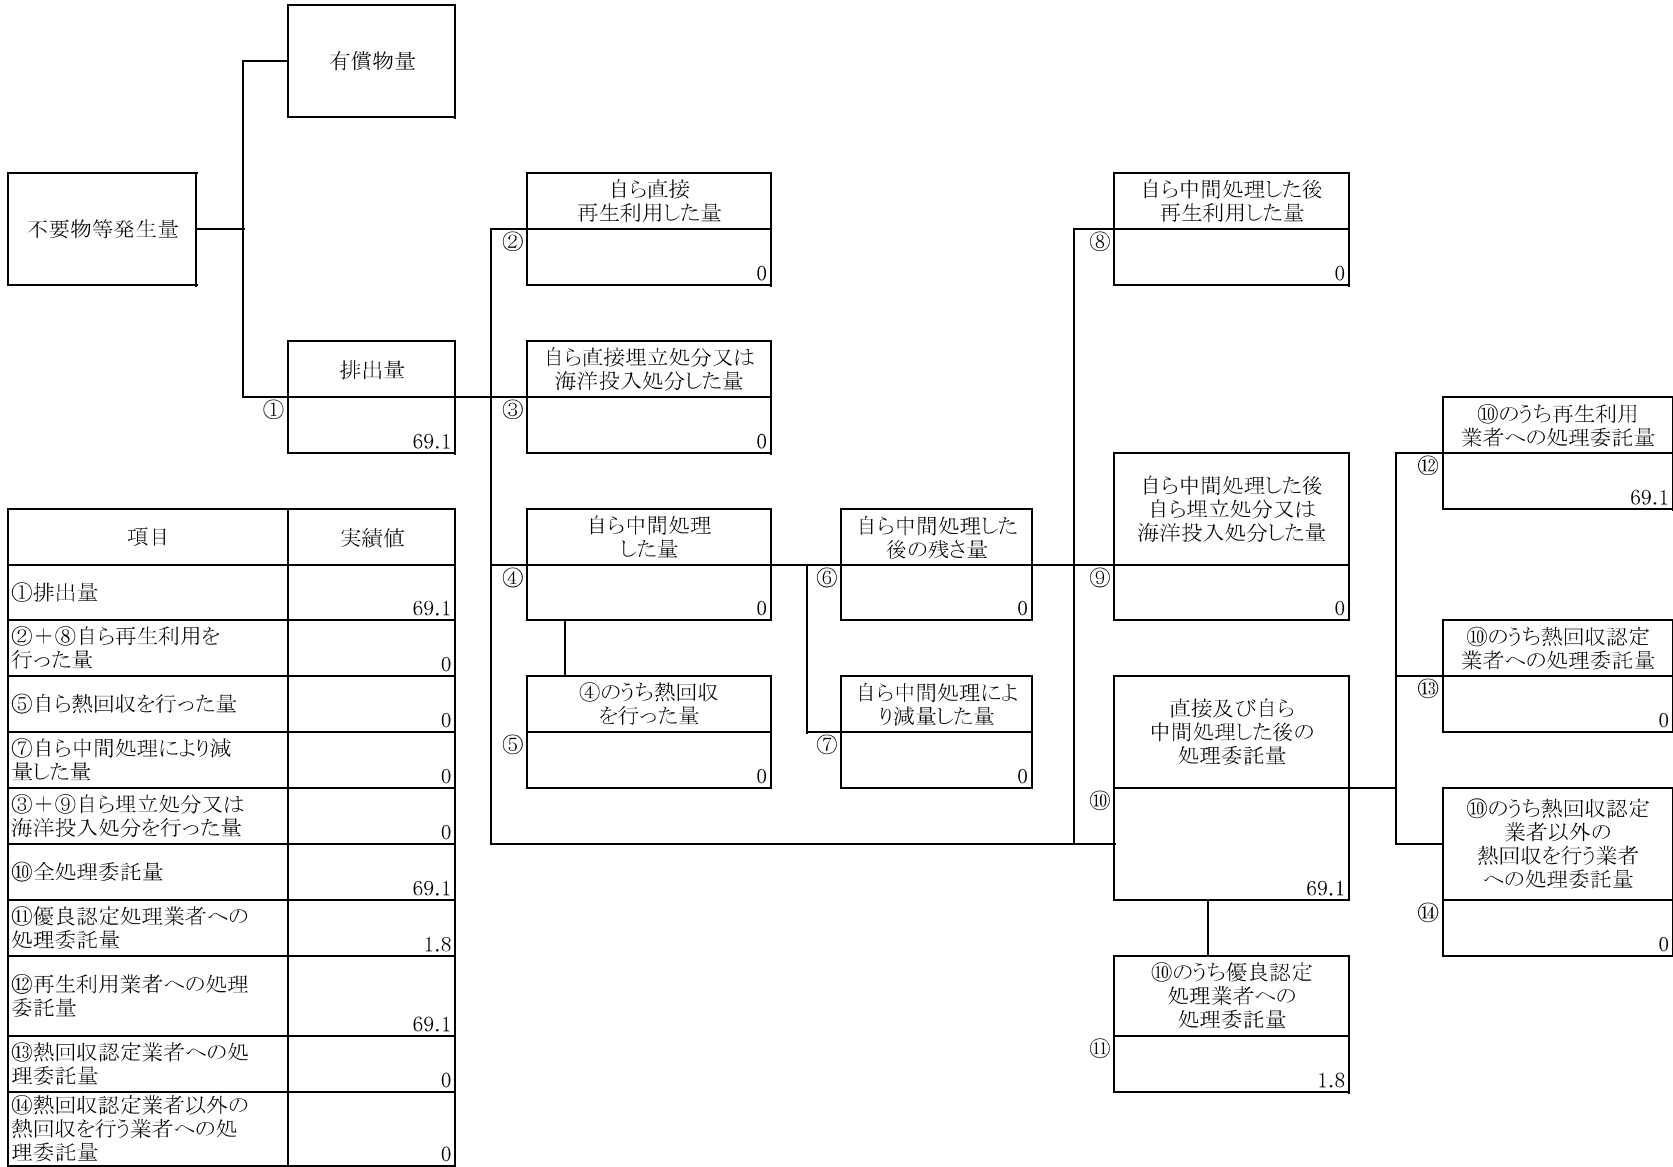 有償物量
不要物等発生量
自ら直接
再生利用した量
②
0
自ら中間処理した後
再生利用した量
⑧
0
排出量
①
69.1
自ら直接埋立処分又は
海洋投入処分した量
③
0
⑩のうち再生利用
業者への処理委託量
⑫
69.1
自ら中間処理
した量
④
0
自ら中間処理した
後の残さ量
⑥
0
自ら中間処理した後
自ら埋立処分又は
海洋投入処分した量
⑨
0
⑩のうち熱回収認定
業者への処理委託量
⑬
0
④のうち熱回収
を行った量
⑤
0
自ら中間処理によ
り減量した量
⑦
0
直接及び自ら
中間処理した後の
処理委託量
⑩
69.1
⑩のうち熱回収認定
業者以外の
熱回収を行う業者
への処理委託量
⑭
0
⑩のうち優良認定
処理業者への
処理委託量
⑪
1.8
項目 実績値
①排出量
69.1
②＋⑧自ら再生利用を
行った量
0
⑤自ら熱回収を行った量
0
⑦自ら中間処理により減
量した量
0
③＋⑨自ら埋立処分又は
海洋投入処分を行った量
0
⑩全処理委託量
69.1
⑪優良認定処理業者への
処理委託量
1.8
⑫再生利用業者への処理
委託量
69.1
⑬熱回収認定業者への処
理委託量
0
⑭熱回収認定業者以外の
熱回収を行う業者への処
理委託量
0